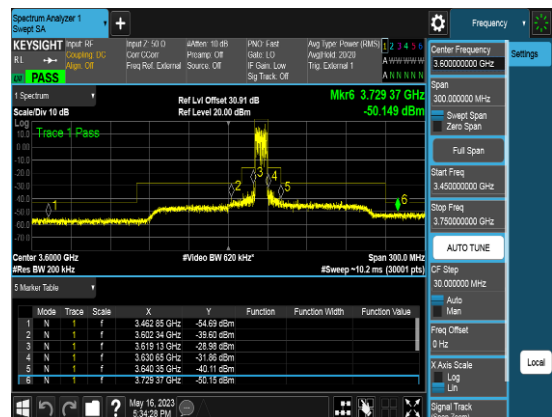 Spectrum Analyzer 1
Swept SA
+
Frequency
KEYSIGHT Input: RF Input Z: 50 Ω #Atten: 10 dB PNO: Fast Avg Type: Power (RMS) 1 2 3 4 5 6
RL Coupling: DC Corr CCorr Preamp: Off Gate: LO Avg|Hold: 20/20
Align: Off Freq Ref: External Source: Off IF Gain: Low Trig: External 1
Sig Track: Off A N N N N N
PASS
1 Spectrum
Scale/Div 10 dB
Ref Lvl Offset 30.91 dB
Ref Level 20.00 dBm
Mkr6 3.729 37 GHz
-50.149 dBm
Log
Trace 1 Pass
10.0
0.00
-10.0
-20.0
-30.0
-40.0
-50.0
-60.0
-70.0
1
2
3
4
5
6
Center 3.6000 GHz #Video BW 620 kHz* Span 300.0 MHz
#Res BW 200 kHz #Sweep ~10.2 ms (30001 pts)
5 Marker Table
Mode Trace Scale X Y Function Function Width Function Value
1 N 1 f 3.462 85 GHz -54.69 dBm
2 N 1 f 3.602 34 GHz -39.60 dBm
3 N 1 f 3.619 13 GHz -28.98 dBm
4 N 1 f 3.630 65 GHz -31.86 dBm
5 N 1 f 3.640 35 GHz -40.11 dBm
6 N 1 f 3.729 37 GHz -50.15 dBm
?
May 16, 2023
5:34:28 PM
Center Frequency
3.600000000 GHz
Settings
Span
300.000000 MHz
Swept Span
Zero Span
Full Span
Start Freq
3.450000000 GHz
Stop Freq
3.750000000 GHz
AUTO TUNE
CF Step
30.000000 MHz
Auto
Man
Freq Offset
0 Hz
X Axis Scale
Log
Lin
Local
Signal Track